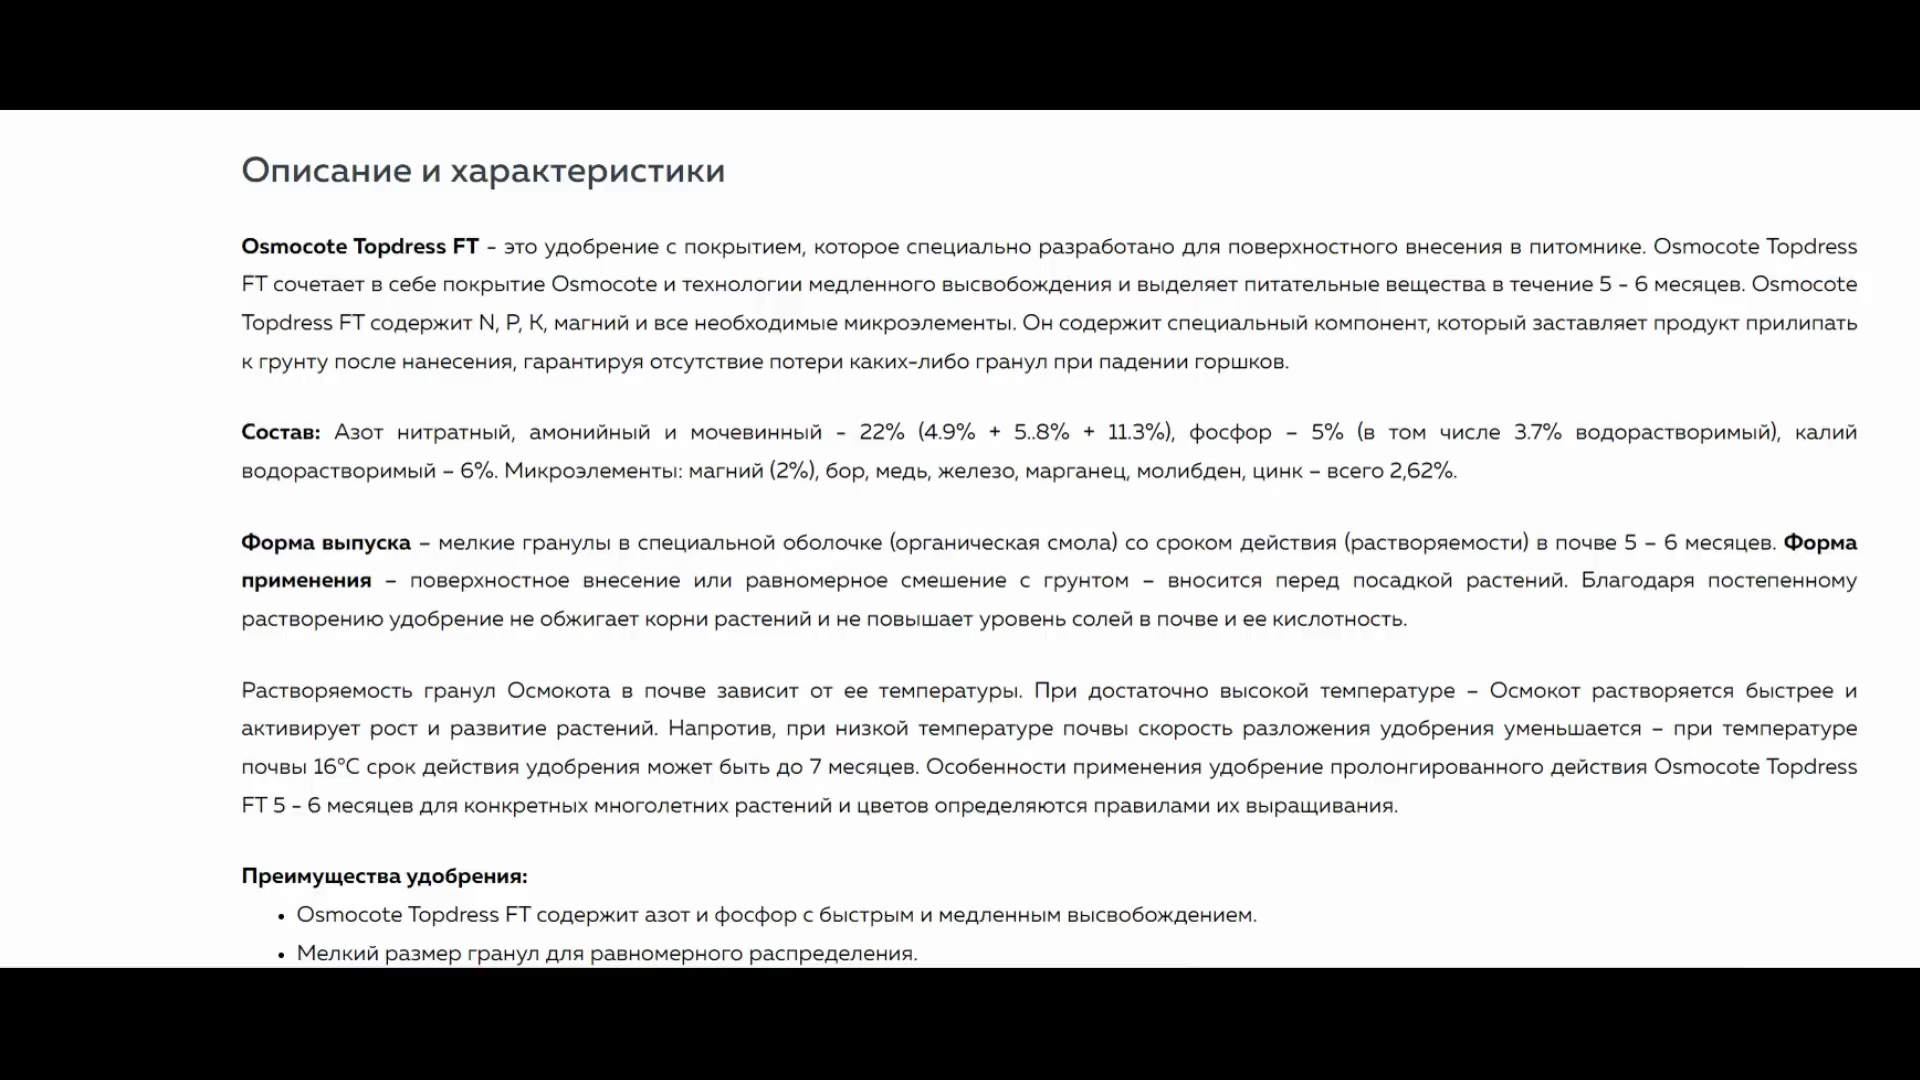 Описание и характеристики
Osmocote Topdress FT - это удобрение с покрытием, которое специально разработано для поверхностного внесения в питомнике. Osmocote Topdress
FT сочетает в себе покрытие Osmocote и технологии медленного высвобождения и выделяет питательные вещества в течение 5 - 6 месяцев. Osmocote
Topdress FT содержит N, P, K, магний и все необходимые микроэлементы. Он содержит специальный компонент, который заставляет продукт прилипать
к грунту после нанесения, гарантируя отсутствие потери каких-либо гранул при падении горшков.
Состав: Азот нитратный, амонийный и мочевинный - 22% (4.9% + 5..8% + 11.3%), фосфор – 5% (в том числе 3.7% водорастворимый), калий
водорастворимый – 6%. Микроэлементы: магний (2%), бор, медь, железо, марганец, молибден, цинк – всего 2,62%.
Форма выпуска – мелкие гранулы в специальной оболочке (органическая смола) со сроком действия (растворяемости) в почве 5 – 6 месяцев. Форма
применения – поверхностное внесение или равномерное смешение с грунтом – вносится перед посадкой растений. Благодаря постепенному
растворению удобрение не обжигает корни растений и не повышает уровень солей в почве и ее кислотность.
Растворяемость гранул Осмокота в почве зависит от ее температуры. При достаточно высокой температуре – Осмокот растворяется быстрее и
активирует рост и развитие растений. Напротив, при низкой температуре почвы скорость разложения удобрения уменьшается – при температуре
почвы 16°С срок действия удобрения может быть до 7 месяцев. Особенности применения удобрение пролонгированного действия Osmocote Topdress
FT 5 - 6 месяцев для конкретных многолетних растений и цветов определяются правилами их выращивания.
Преимущества удобрения:
• Osmocote Topdress FT содержит азот и фосфор с быстрым и медленным высвобождением.
• Мелкий размер гранул для равномерного распределения.